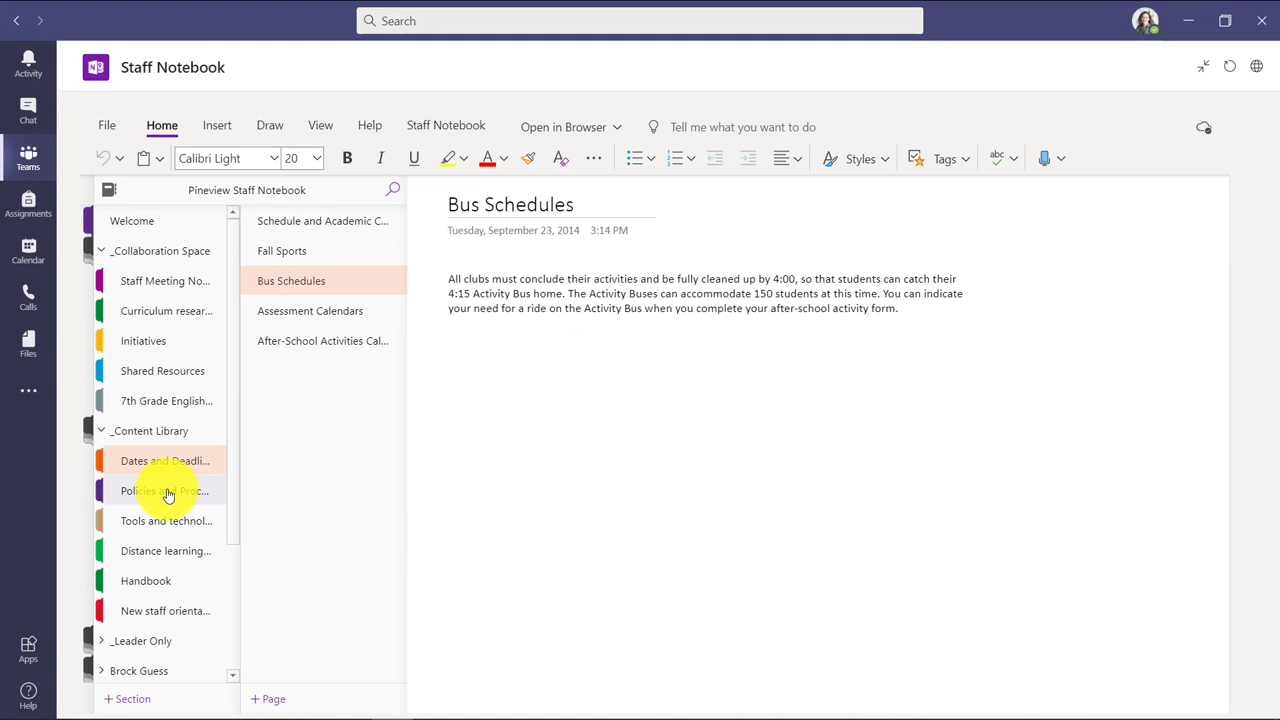 Search
Activity
Chat
Teams
Assignments
Calendar
Calls
Files
Apps
Help
Staff Notebook
File
Home
Insert
Draw
View
Help
Staff Notebook
Open in Browser
Tell me what you want to do
Calibri Light
20
B
I
U
A
A
Styles
Tags
abc
Pineview Staff Notebook
Welcome
_Collaboration Space
Staff Meeting No...
Curriculum resear...
Initiatives
Shared Resources
7th Grade English...
_Content Library
Dates and Deadli...
Policies and Proc...
Tools and technol...
Distance learning...
Handbook
New staff orienta...
_Leader Only
Brock Guess
+ Section
Schedule and Academic C...
Fall Sports
Bus Schedules
Assessment Calendars
After-School Activities Cal...
+ Page
Bus Schedules
Tuesday, September 23, 2014 3:14 PM
All clubs must conclude their activities and be fully cleaned up by 4:00, so that students can catch their
4:15 Activity Bus home. The Activity Buses can accommodate 150 students at this time. You can indicate
your need for a ride on the Activity Bus when you complete your after-school activity form.